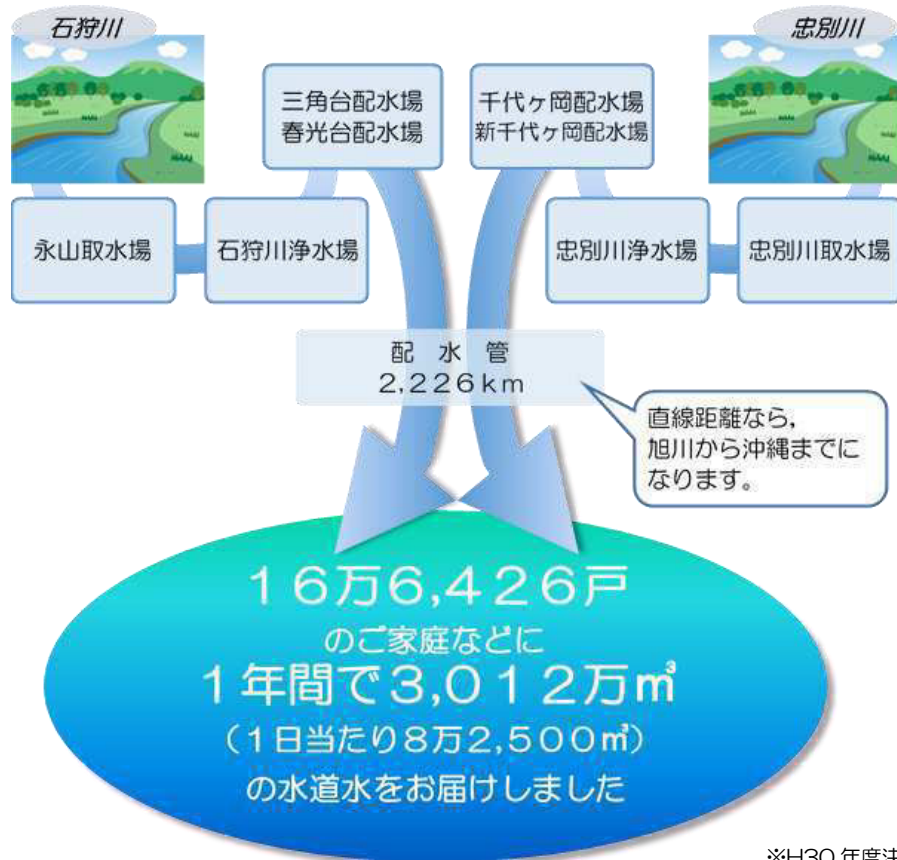 石狩川
忠別川
三角台配水場
春光台配水場
千代ヶ岡配水場
新千代ヶ岡配水場
永山取水場
石狩川浄水場
忠別川浄水場
忠別川取水場
配水管
2,226km
直線距離なら,
旭川から沖縄までに
なります。
16万6,426戸
のご家庭などに
1年間で3,012万㎥
(1日当たり8万2,500㎥)
の水道水をお届けしました
※H30年度決